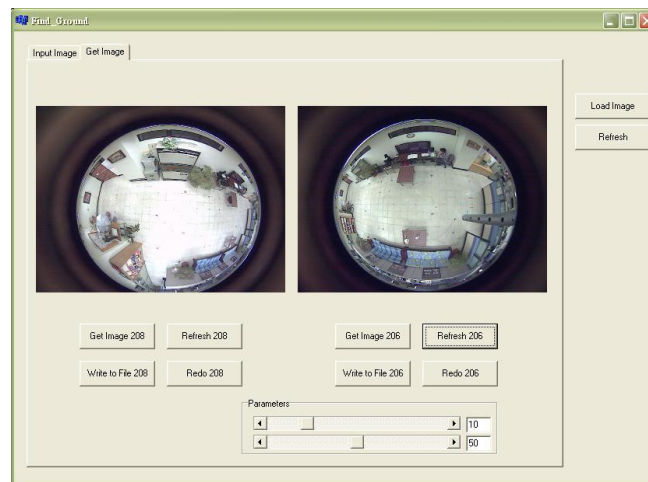 Find_Ground
Input Image Get Image
Load Image
Refresh
Get Image 208 Refresh 208 Get Image 206 Refresh 206
Write to File 208 Redo 208 Write to File 206 Redo 206
Parameters
10
50